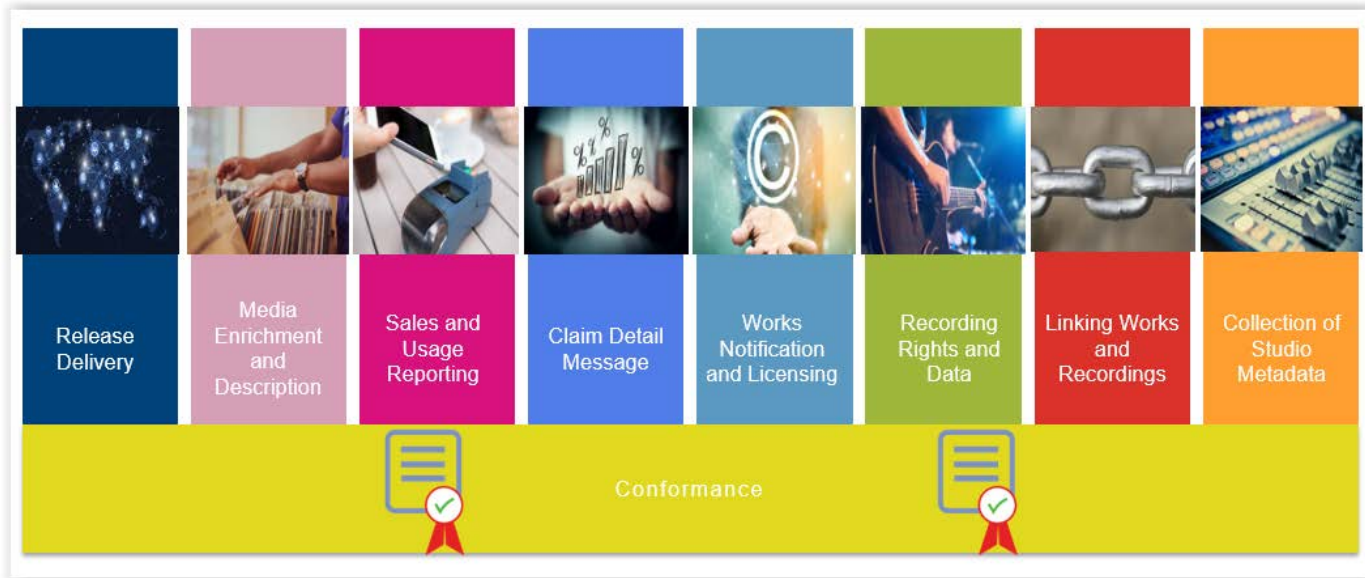 Release
Delivery
Media
Enrichment
and
Description
Sales and
Usage
Reporting
Claim Detail
Message
Works
Notification
and Licensing
Recording
Rights and
Data
Linking Works
and
Recordings
Collection of
Studio
Metadata
Conformance